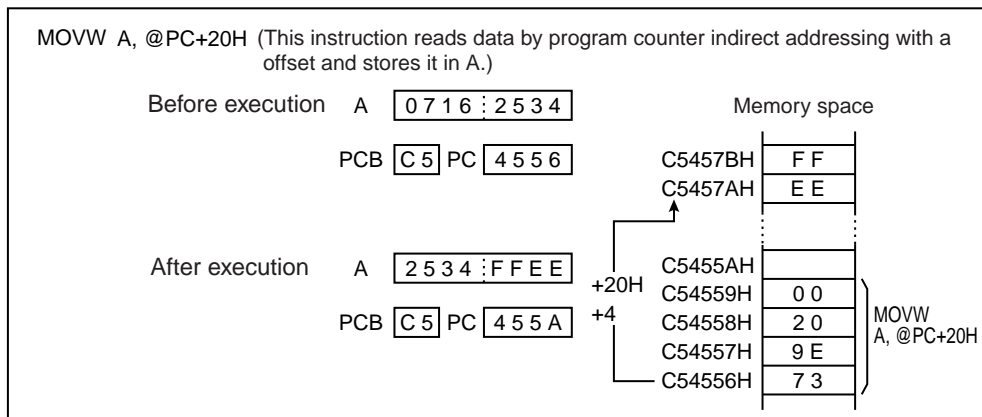 MOVW A, @PC+20H (This instruction reads data by program counter indirect addressing with a
offset and stores it in A.)
Before execution A 0716 2534
Memory space
PCB C5 PC 4556
C5457BH FF
C5457AH EE
After execution A 2534 FFEE
C5455AH
+20H
C54559H 00
PCB C5 PC 455A
+4
C54558H 20
MOVW
A, @PC+20H
C54557H 9E
C54556H 73